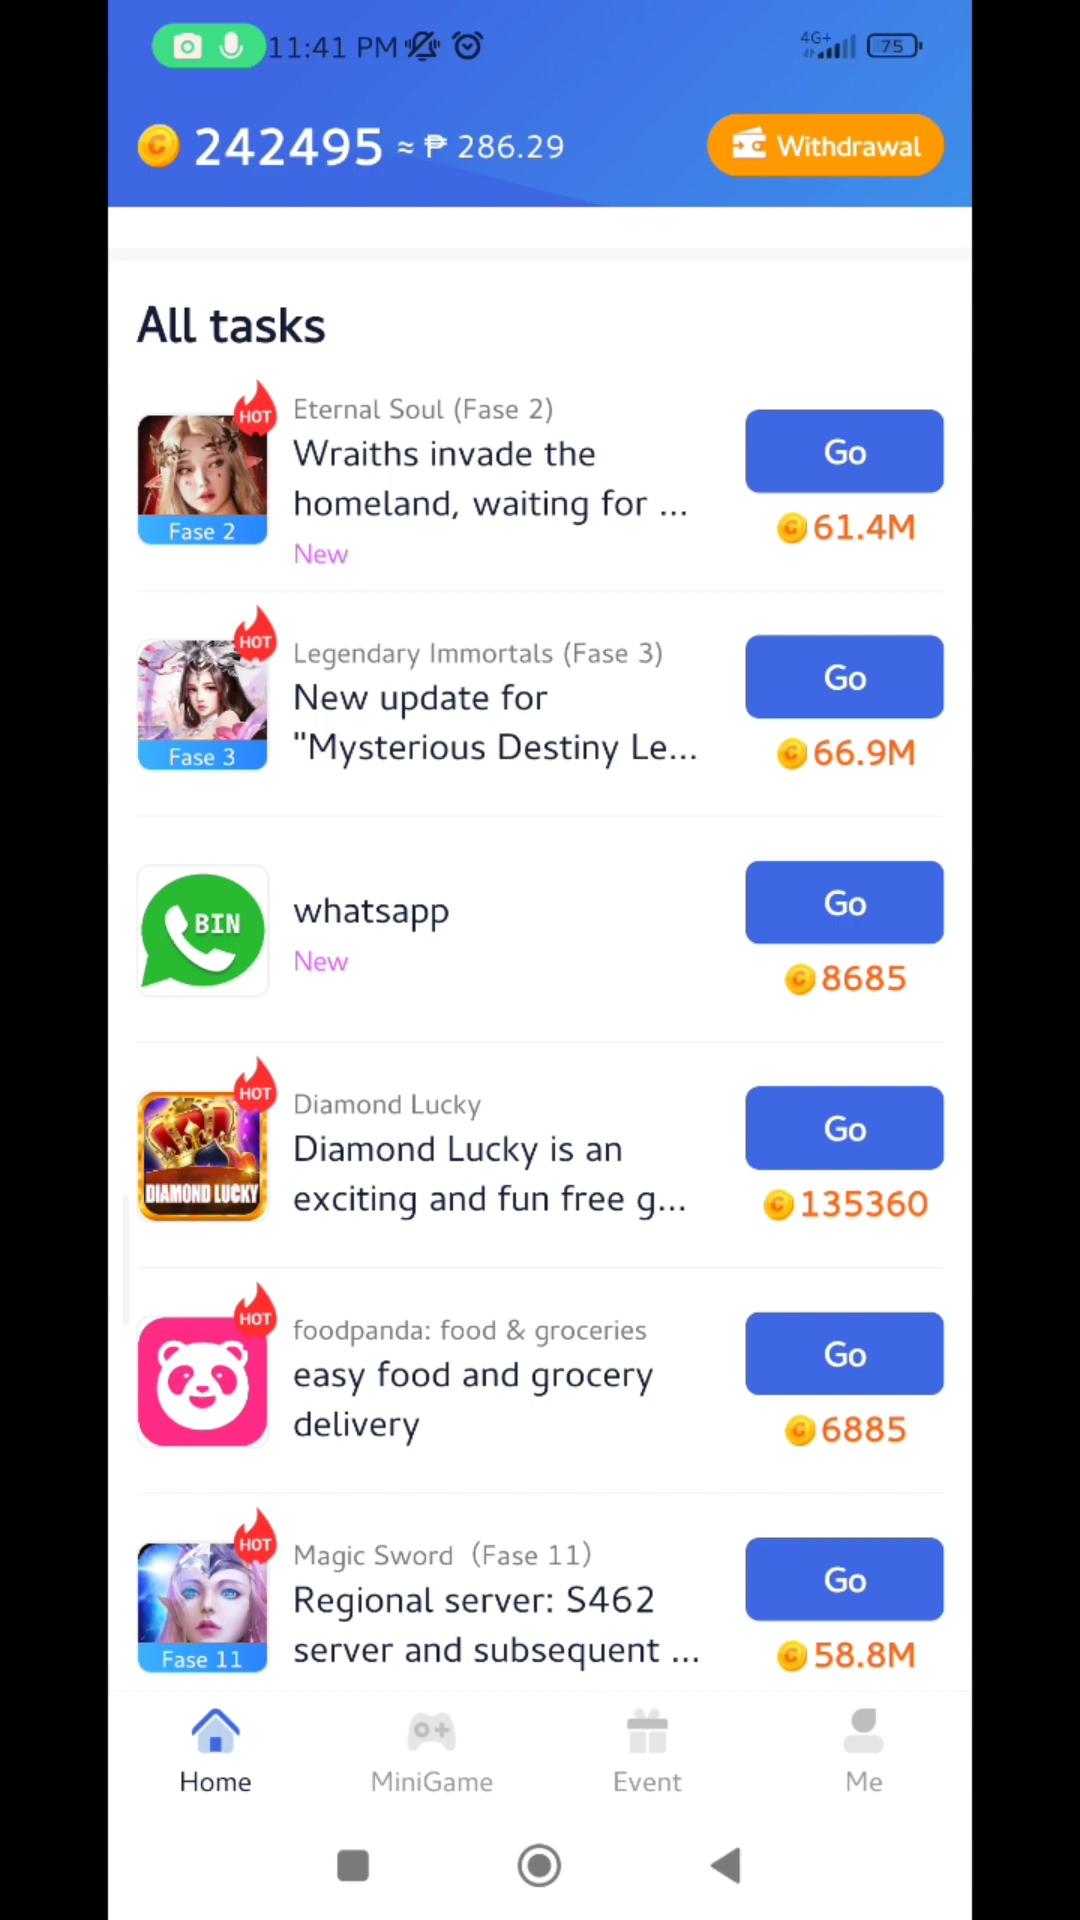 11:41 PM 4G+ 75
242495 ≈ ₱ 286.29 Withdrawal
All tasks
HOT
Eternal Soul (Fase 2)
Wraiths invade the
homeland, waiting for ...
New
Fase 2
Go
61.4M
HOT
Legendary Immortals (Fase 3)
New update for
"Mysterious Destiny Le...
Fase 3
Go
66.9M
BIN
whatsapp
New
Go
8685
HOT
DIAMOND LUCKY
Diamond Lucky
Diamond Lucky is an
exciting and fun free g...
Go
135360
HOT
foodpanda: food & groceries
easy food and grocery
delivery
Go
6885
HOT
Magic Sword (Fase 11)
Regional server: S462
server and subsequent ...
Fase 11
Go
58.8M
Home MiniGame Event Me